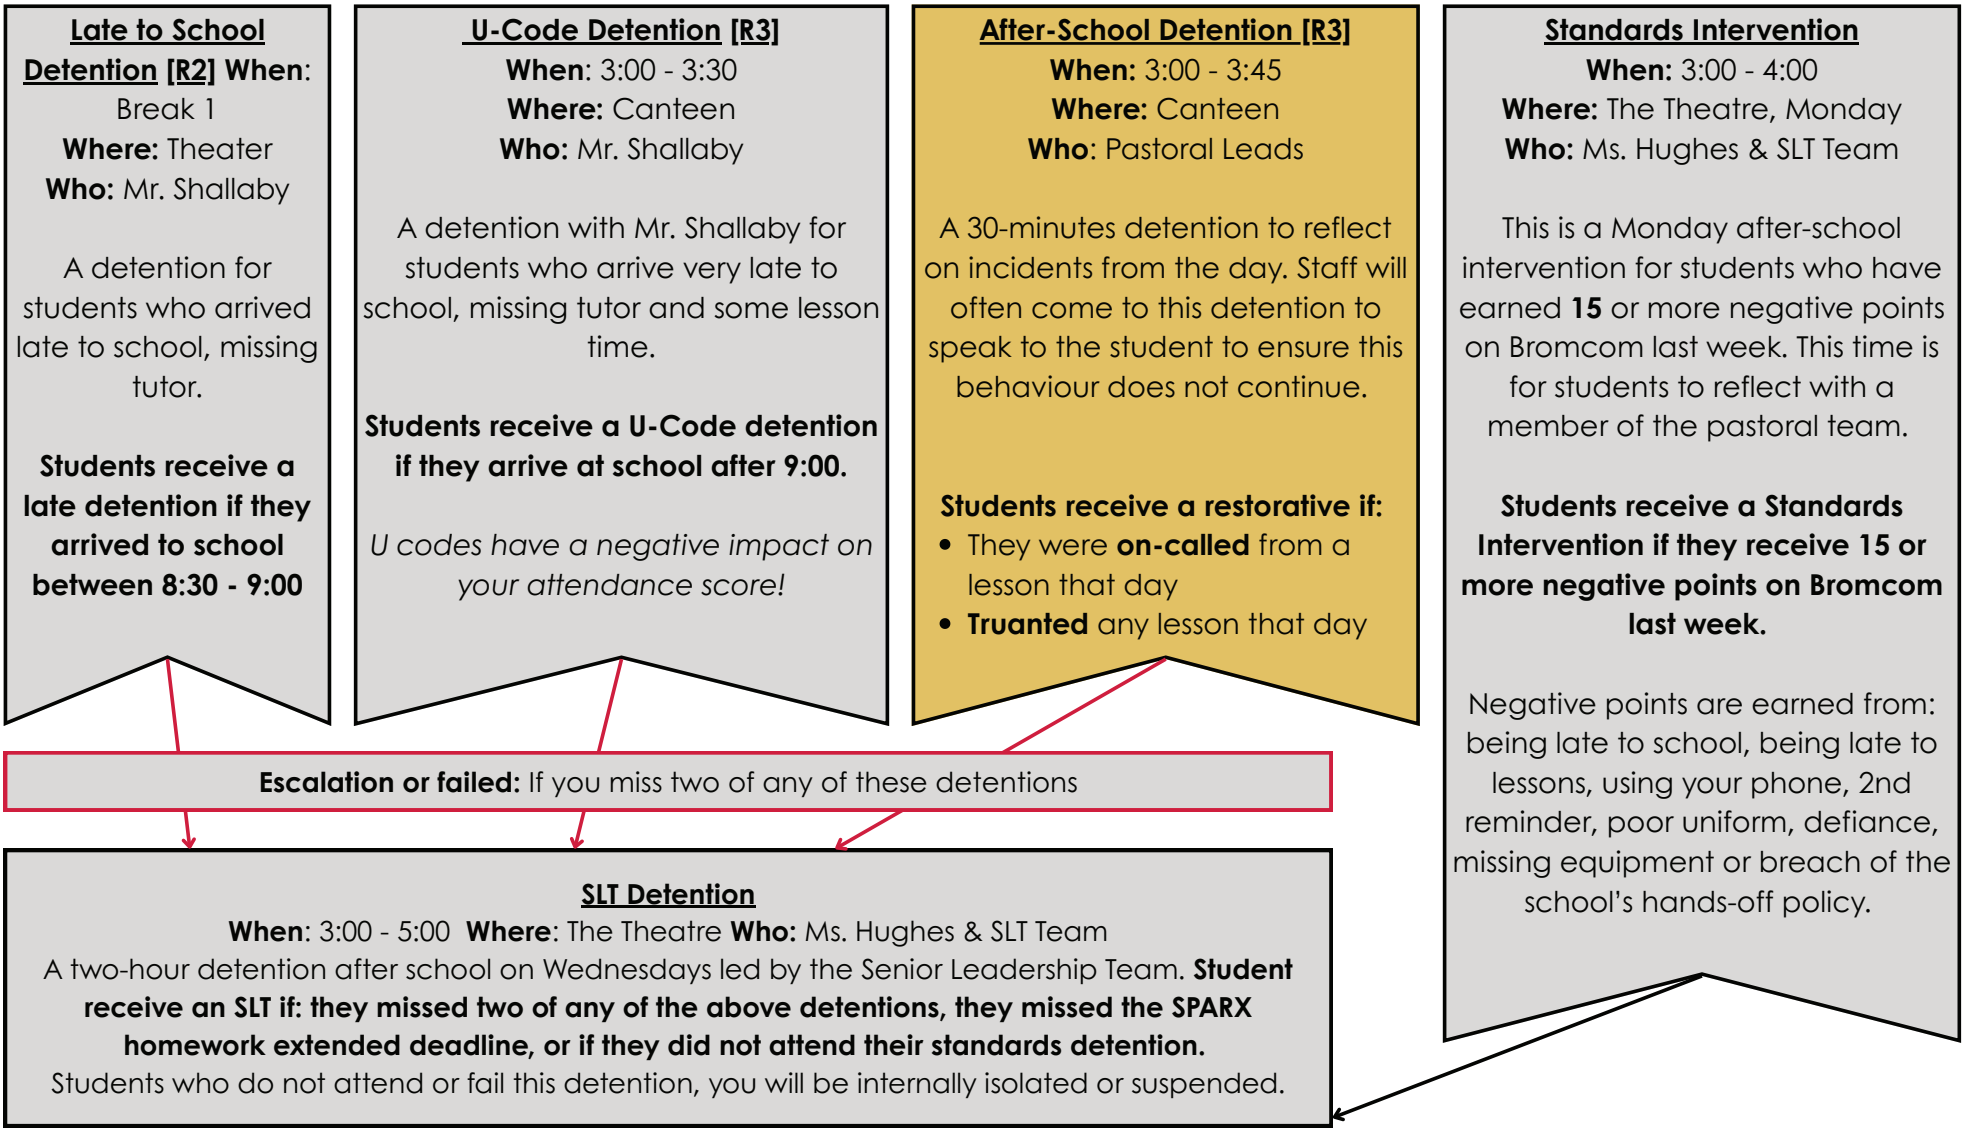 Late to School
Detention [R2] When:
Break 1
Where: Theater
Who: Mr. Shallaby
A detention for
students who arrived
late to school, missing
tutor.
Students receive a
late detention if they
arrived to school
between 8:30 - 9:00
U-Code Detention [R3]
When: 3:00 - 3:30
Where: Canteen
Who: Mr. Shallaby
A detention with Mr. Shallaby for
students who arrive very late to
school, missing tutor and some lesson
time.
Students receive a U-Code detention
if they arrive at school after 9:00.
U codes have a negative impact on
your attendance score!
After-School Detention [R3]
When: 3:00 - 3:45
Where: Canteen
Who: Pastoral Leads
A 30-minutes detention to reflect
on incidents from the day. Staff will
often come to this detention to
speak to the student to ensure this
behaviour does not continue.
Students receive a restorative if:
• They were on-called from a
lesson that day
• Truanted any lesson that day
Standards Intervention
When: 3:00 - 4:00
Where: The Theatre, Monday
Who: Ms. Hughes & SLT Team
This is a Monday after-school
intervention for students who have
earned 15 or more negative points
on Bromcom last week. This time is
for students to reflect with a
member of the pastoral team.
Students receive a Standards
Intervention if they receive 15 or
more negative points on Bromcom
last week.
Negative points are earned from:
being late to school, being late to
lessons, using your phone, 2nd
reminder, poor uniform, defiance,
missing equipment or breach of the
school's hands-off policy.
Escalation or failed: If you miss two of any of these detentions
SLT Detention
When: 3:00 - 5:00 Where: The Theatre Who: Ms. Hughes & SLT Team
A two-hour detention after school on Wednesdays led by the Senior Leadership Team. Student
receive an SLT if: they missed two of any of the above detentions, they missed the SPARX
homework extended deadline, or if they did not attend their standards detention.
Students who do not attend or fail this detention, you will be internally isolated or suspended.